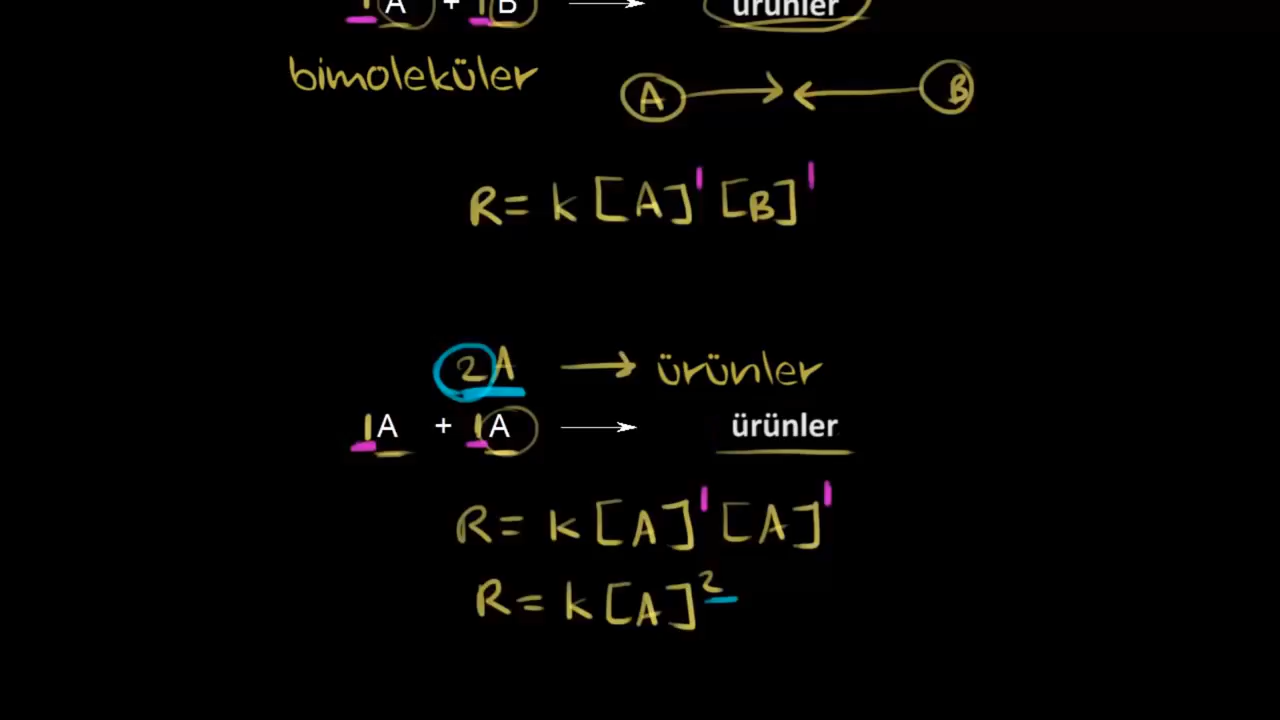 1A + 1B → ürünler
bimoleküler
A → ← B
R = k [A]¹ [B]¹
2A → ürünler
1A + 1A → ürünler
R = k [A]¹ [A]¹
R = k [A]²